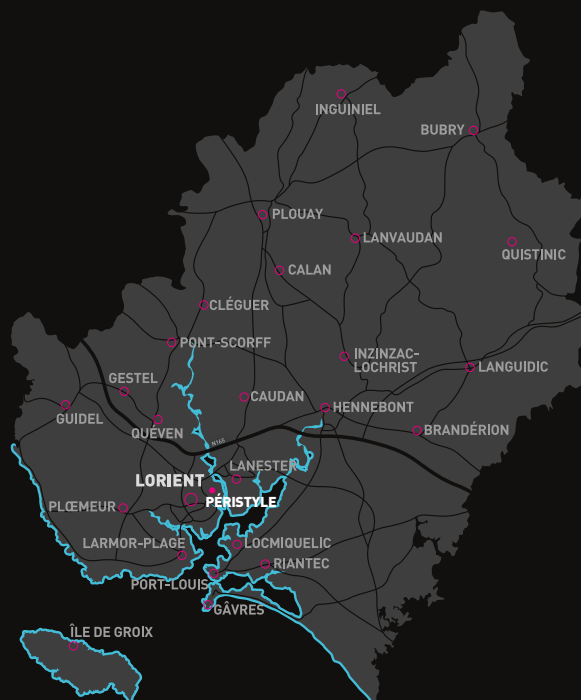 INGUINIEL
BUBRY
PLOUAY
LANVAUDAN
QUISTINIC
CALAN
CLÉGUER
PONT-SCORFF
INZINZAC-
LOCHRIST
LANGUIDIC
GESTEL
CAUDAN
HENNEBONT
GUIDEL
QUÉVEN
BRANDÉRION
N165
LANESTER
LORIENT
PÉRISTYLE
PLŒMEUR
LARMOR-PLAGE
LOCMIQUELIC
RIANTEC
PORT-LOUIS
GÂVRES
ÎLE DE GROIX